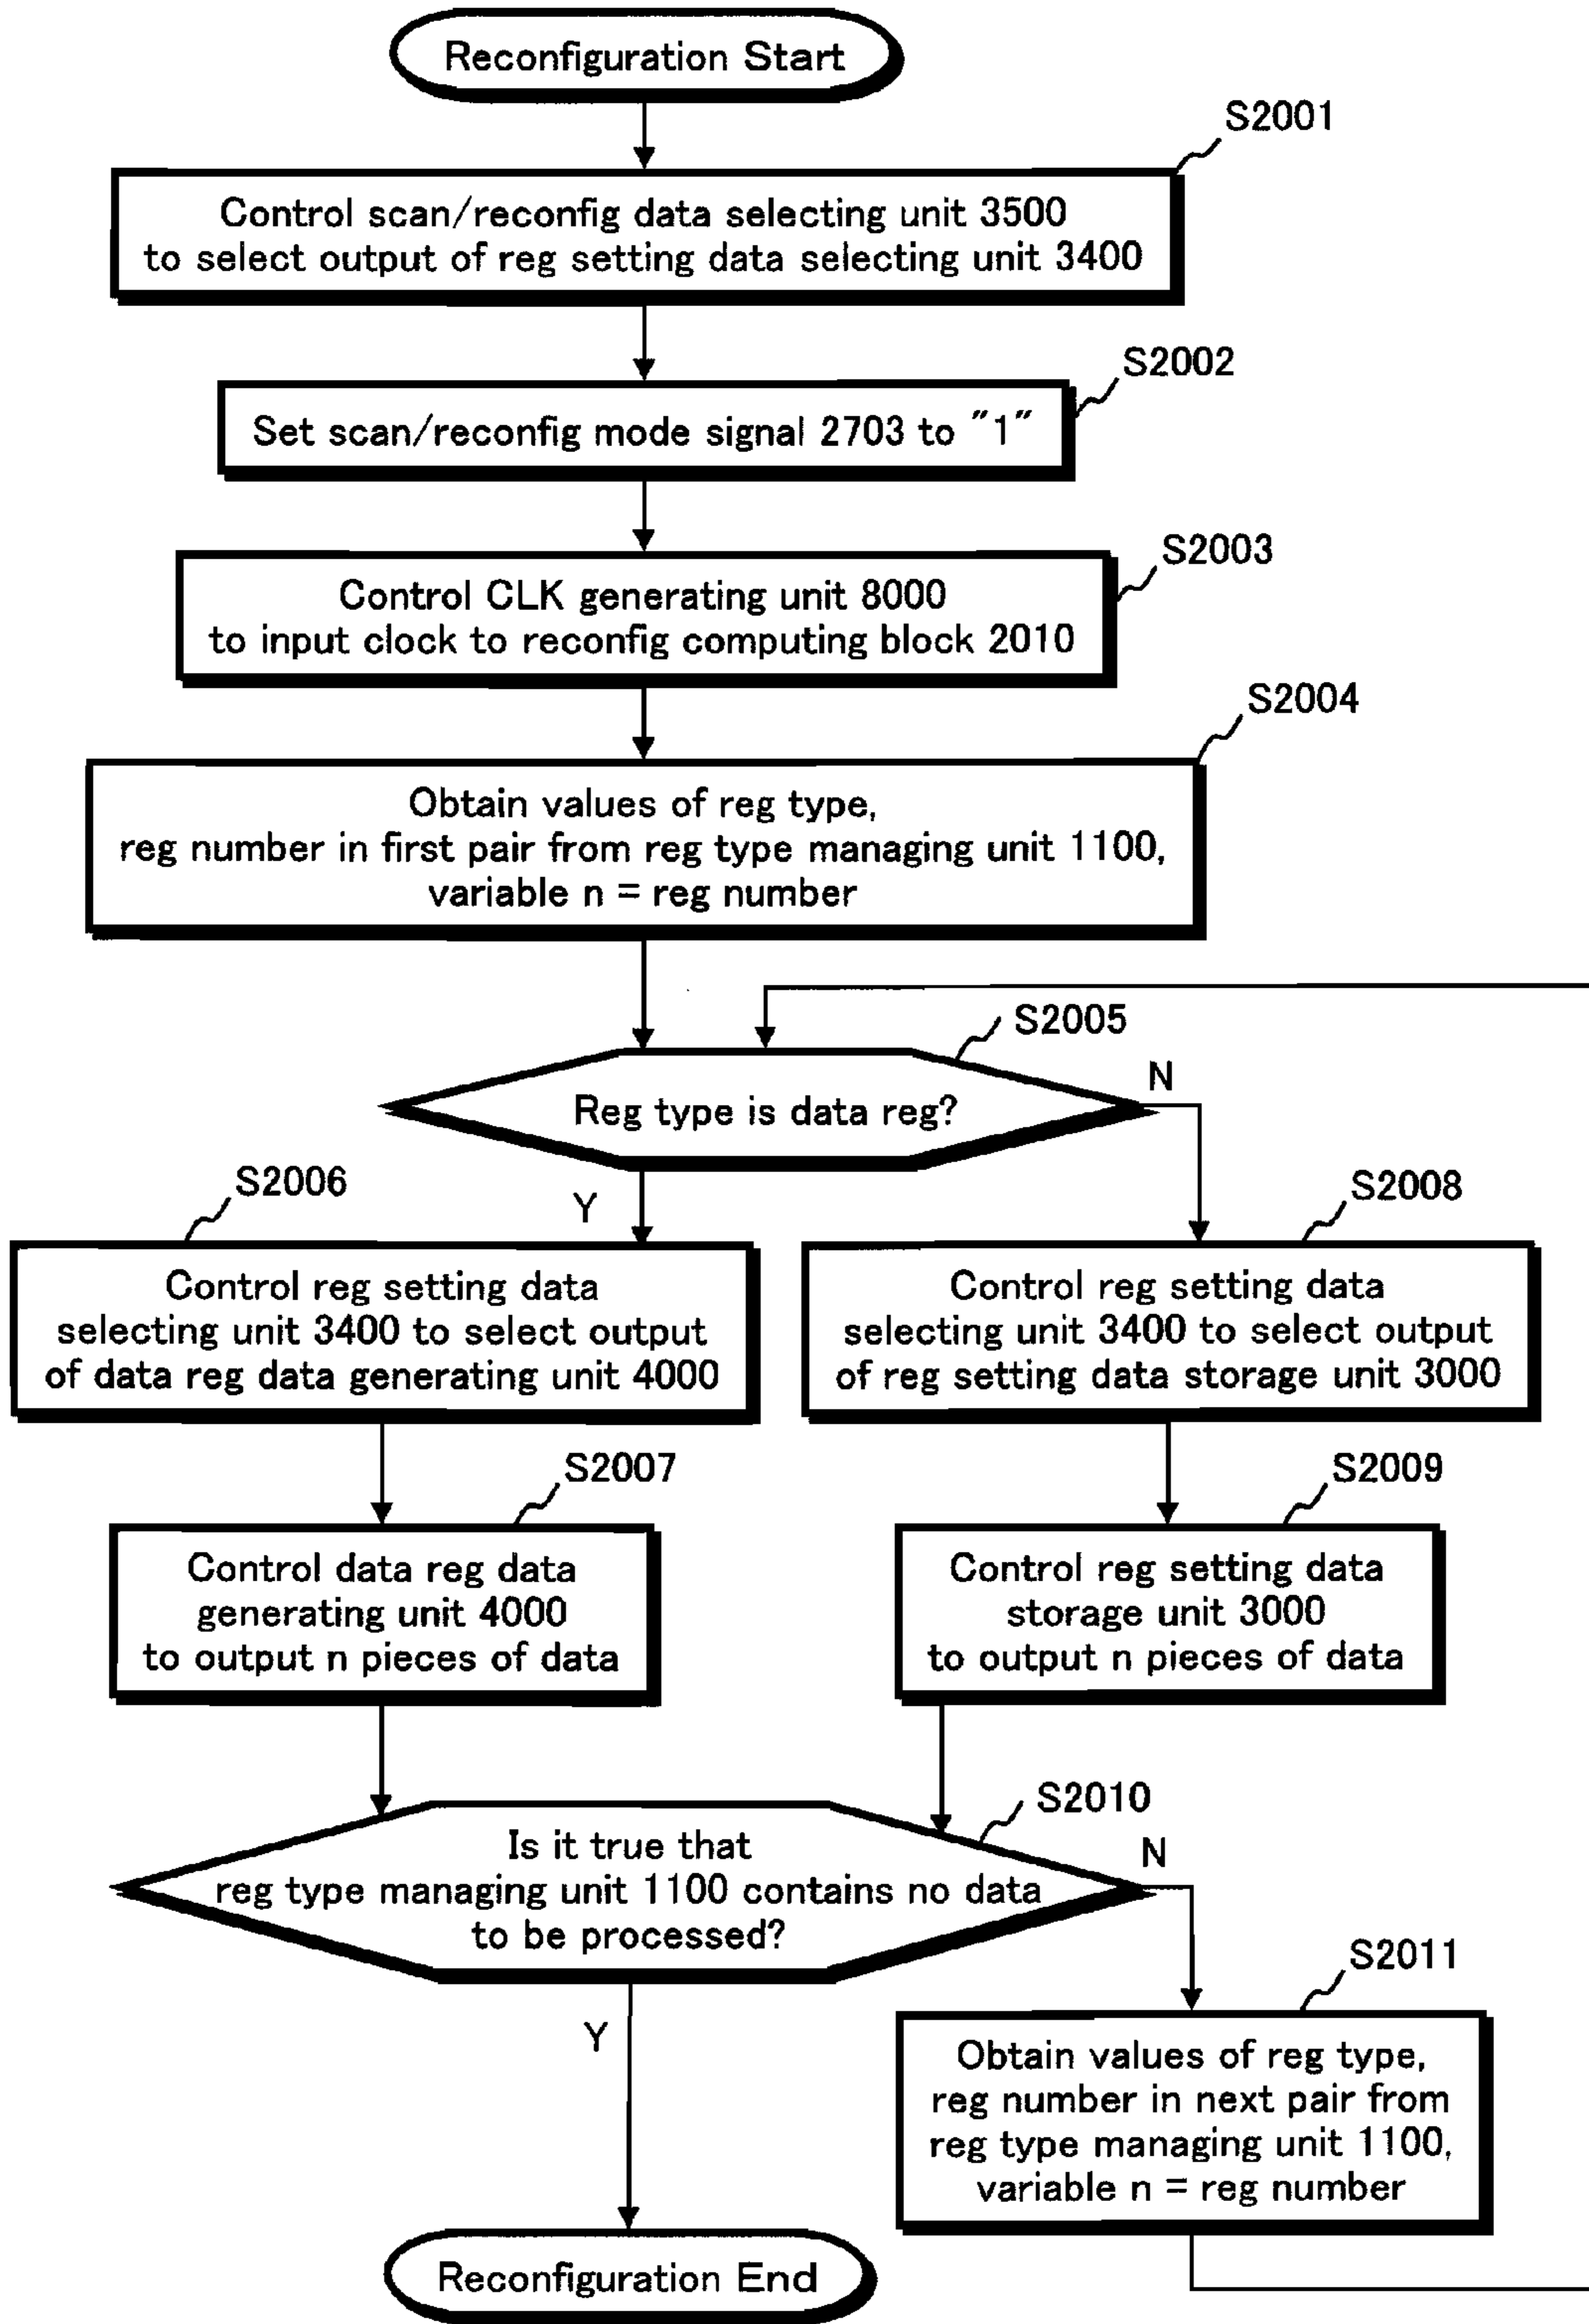 Reconfiguration Start
S2001
Control scan/reconfig data selecting unit 3500
to select output of reg setting data selecting unit 3400
S2002
Set scan/reconfig mode signal 2703 to "1"
S2003
Control CLK generating unit 8000
to input clock to reconfig computing block 2010
S2004
Obtain values of reg type,
reg number in first pair from reg type managing unit 1100,
variable n = reg number
S2005
Reg type is data reg?
N
Y
S2006
Control reg setting data
selecting unit 3400 to select output
of data reg data generating unit 4000
S2008
Control reg setting data
selecting unit 3400 to select output
of reg setting data storage unit 3000
S2007
Control data reg data
generating unit 4000
to output n pieces of data
S2009
Control reg setting data
storage unit 3000
to output n pieces of data
S2010
Is it true that
reg type managing unit 1100 contains no data
to be processed?
N
Y
S2011
Obtain values of reg type,
reg number in next pair from
reg type managing unit 1100,
variable n = reg number
Reconfiguration End